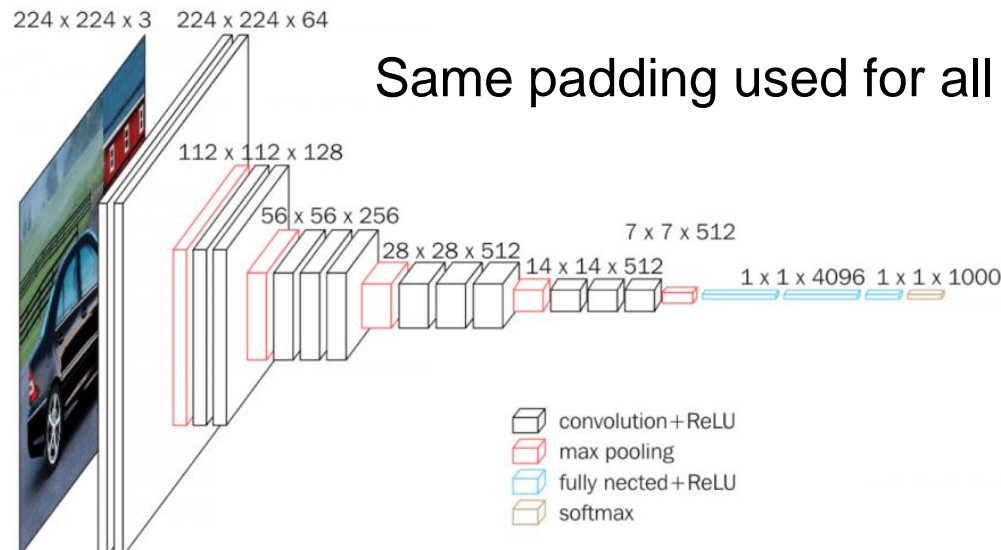 224 x 224 x 3
224 x 224 x 64
Same padding used for all
112 x 112 x 128
56 x 56 x 256
28 x 28 x 512
7 x 7 x 512
14 x 14 x 512
1 x 1 x 4096
1 x 1 x 1000
convolution+ReLU
max pooling
fully nected+ReLU
softmax